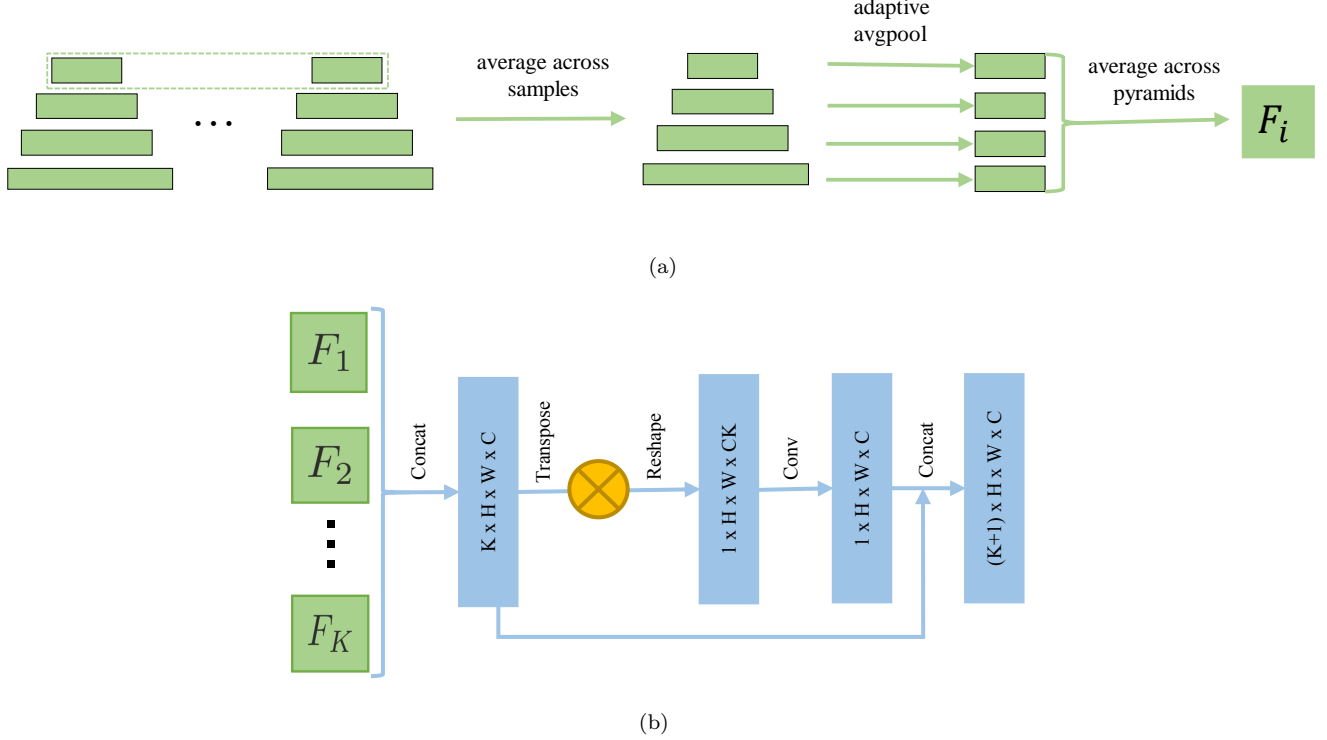 average across
samples
adaptive
avgpool
average across
pyramids
F_i
(a)
F_1
F_2
F_K
Concat
K x H x W x C
Transpose
Reshape
1 x H x W x CK
Conv
1 x H x W x C
Concat
(K+1) x H x W x C
(b)